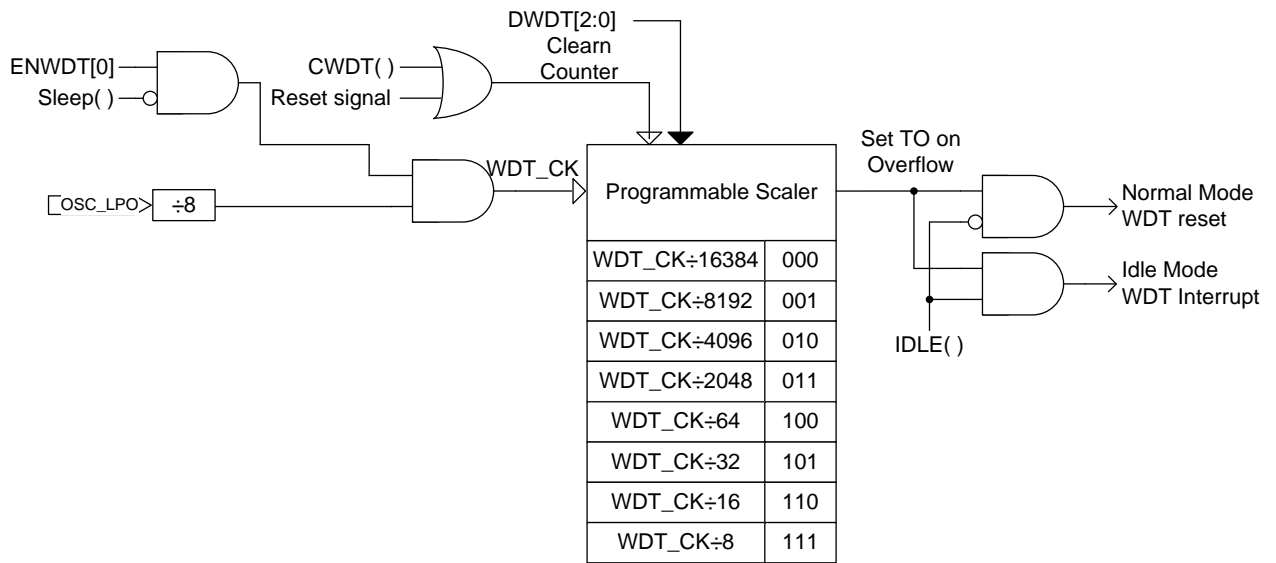 DWDT[2:0]
Clearn
Counter
ENWDT[0]
Sleep( )
CWDT( )
Reset signal
OSC_LPO
÷8
WDT_CK
Programmable Scaler
WDT_CK÷16384 000
WDT_CK÷8192 001
WDT_CK÷4096 010
WDT_CK÷2048 011
WDT_CK÷64 100
WDT_CK÷32 101
WDT_CK÷16 110
WDT_CK÷8 111
Set TO on
Overflow
Normal Mode
WDT reset
Idle Mode
WDT Interrupt
IDLE( )